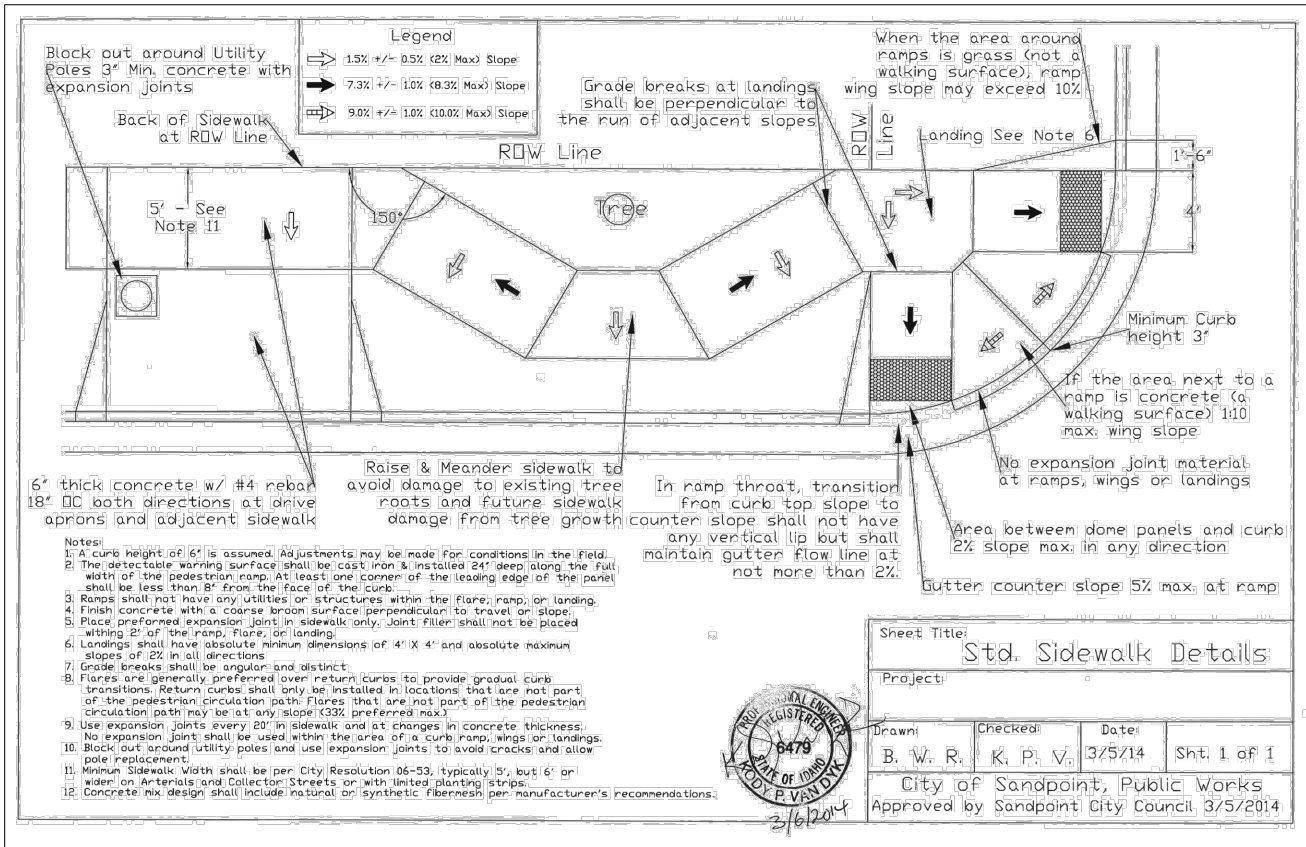 Legend
1.5% +/- 0.5% (2% Max) Slope
7.3% +/- 1.0% (8.3% Max) Slope
9.0% +/- 1.0% (10.0% Max) Slope
Block out around Utility
Poles 3" Min. concrete with
expansion joints
Back of Sidewalk
at ROW Line
ROW Line
Grade breaks at landings
shall be perpendicular to
the run of adjacent slopes
When the area around
ramps is grass (not a
walking surface), ramp
wing slope may exceed 10%
ROW
Line
Landing See Note 6
1'-6"
4'
5' - See
Note 11
150°
Tree
Minimum Curb
height 3"
If the area next to a
ramp is concrete (a
walking surface) 1:10
max. wing slope
No expansion joint material
at ramps, wings or landings
Area between dome panels and curb
2% slope max. in any direction
Gutter counter slope 5% max. at ramp
6" thick concrete w/ #4 rebar
18" OC both directions at drive
aprons and adjacent sidewalk
Raise & Meander sidewalk to
avoid damage to existing tree
roots and future sidewalk
damage from tree growth
In ramp throat, transition
from curb top slope to
counter slope shall not have
any vertical lip but shall
maintain gutter flow line at
not more than 2%.
Notes:
1. A curb height of 6" is assumed. Adjustments may be made for conditions in the field.
2. The detectable warning surface shall be cast iron & installed 24" deep along the full
width of the pedestrian ramp. At least one corner of the leading edge of the panel
shall be less than 8" from the face of the curb.
3. Ramps shall not have any utilities or structures within the flare, ramp, or landing.
4. Finish concrete with a coarse broom surface perpendicular to travel or slope.
5. Place preformed expansion joint in sidewalk only. Joint filler shall not be placed
withing 2' of the ramp, flare, or landing.
6. Landings shall have absolute minimum dimensions of 4' X 4' and absolute maximum
slopes of 2% in all directions
7. Grade breaks shall be angular and distinct
8. Flares are generally preferred over return curbs to provide gradual curb
transitions. Return curbs shall only be installed in locations that are not part
of the pedestrian circulation path. Flares that are not part of the pedestrian
circulation path may be at any slope (33% preferred max.)
9. Use expansion joints every 20' in sidewalk and at changes in concrete thickness.
No expansion joint shall be used within the area of a curb ramp, wings or landings.
10. Block out around utility poles and use expansion joints to avoid cracks and allow
pole replacement.
11. Minimum Sidewalk Width shall be per City Resolution 06-53, typically 5', but 6' or
wider on Arterials and Collector Streets or with limited planting strips.
12. Concrete mix design shall include natural or synthetic fibermesh per manufacturer's recommendations.
PROFESSIONAL ENGINEER
REGISTERED
6479
STATE OF IDAHO
KODY P. VAN DYK
3/6/2014
Sheet Title:
Std. Sidewalk Details
Project:
Drawn:
B. W. R.
Checked:
K. P. V.
Date:
3/5/14
Sht. 1 of 1
City of Sandpoint, Public Works
Approved by Sandpoint City Council 3/5/2014